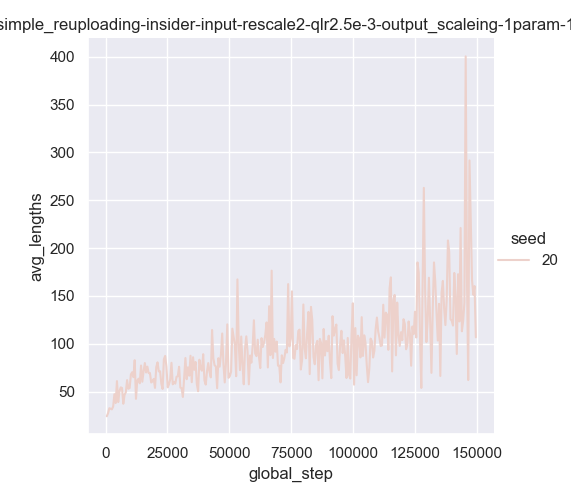 simple_reuploading-insider-input-rescale2-qlr2.5e-3-output_scaleing-1param-1
400
350
300
250
200
150
100
50
avg_lengths
0 25000 50000 75000 100000 125000 150000
global_step
seed
20